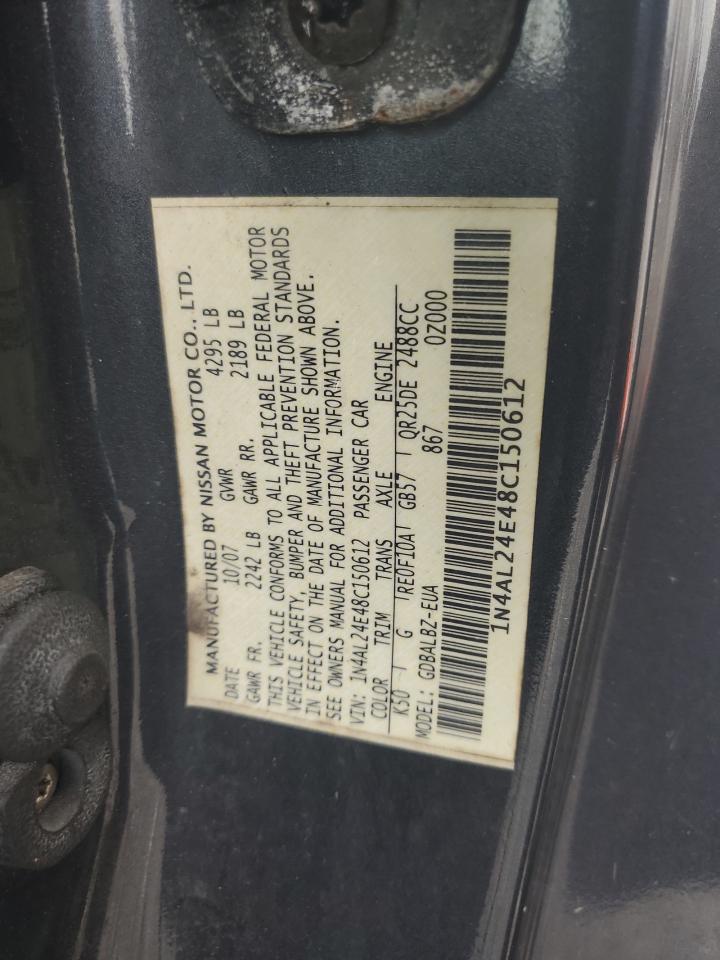 MANUFACTURED BY NISSAN MOTOR CO., LTD.
DATE 10/07 GVWR 4295 LB
GAWR FR. 2242 LB GAWR RR. 2189 LB
THIS VEHICLE CONFORMS TO ALL APPLICABLE FEDERAL MOTOR
VEHICLE SAFETY, BUMPER AND THEFT PREVENTION STANDARDS
IN EFFECT ON THE DATE OF MANUFACTURE SHOWN ABOVE.
SEE OWNERS MANUAL FOR ADDITIONAL INFORMATION.
VIN: 1N4AL24E48C150612 PASSENGER CAR
COLOR TRIM TRANS AXLE ENGINE
K50 G RE0F10A GB57 QR25DE 2488CC
MODEL: GDBALBZ-EUA 867 0Z000
1N4AL24E48C150612